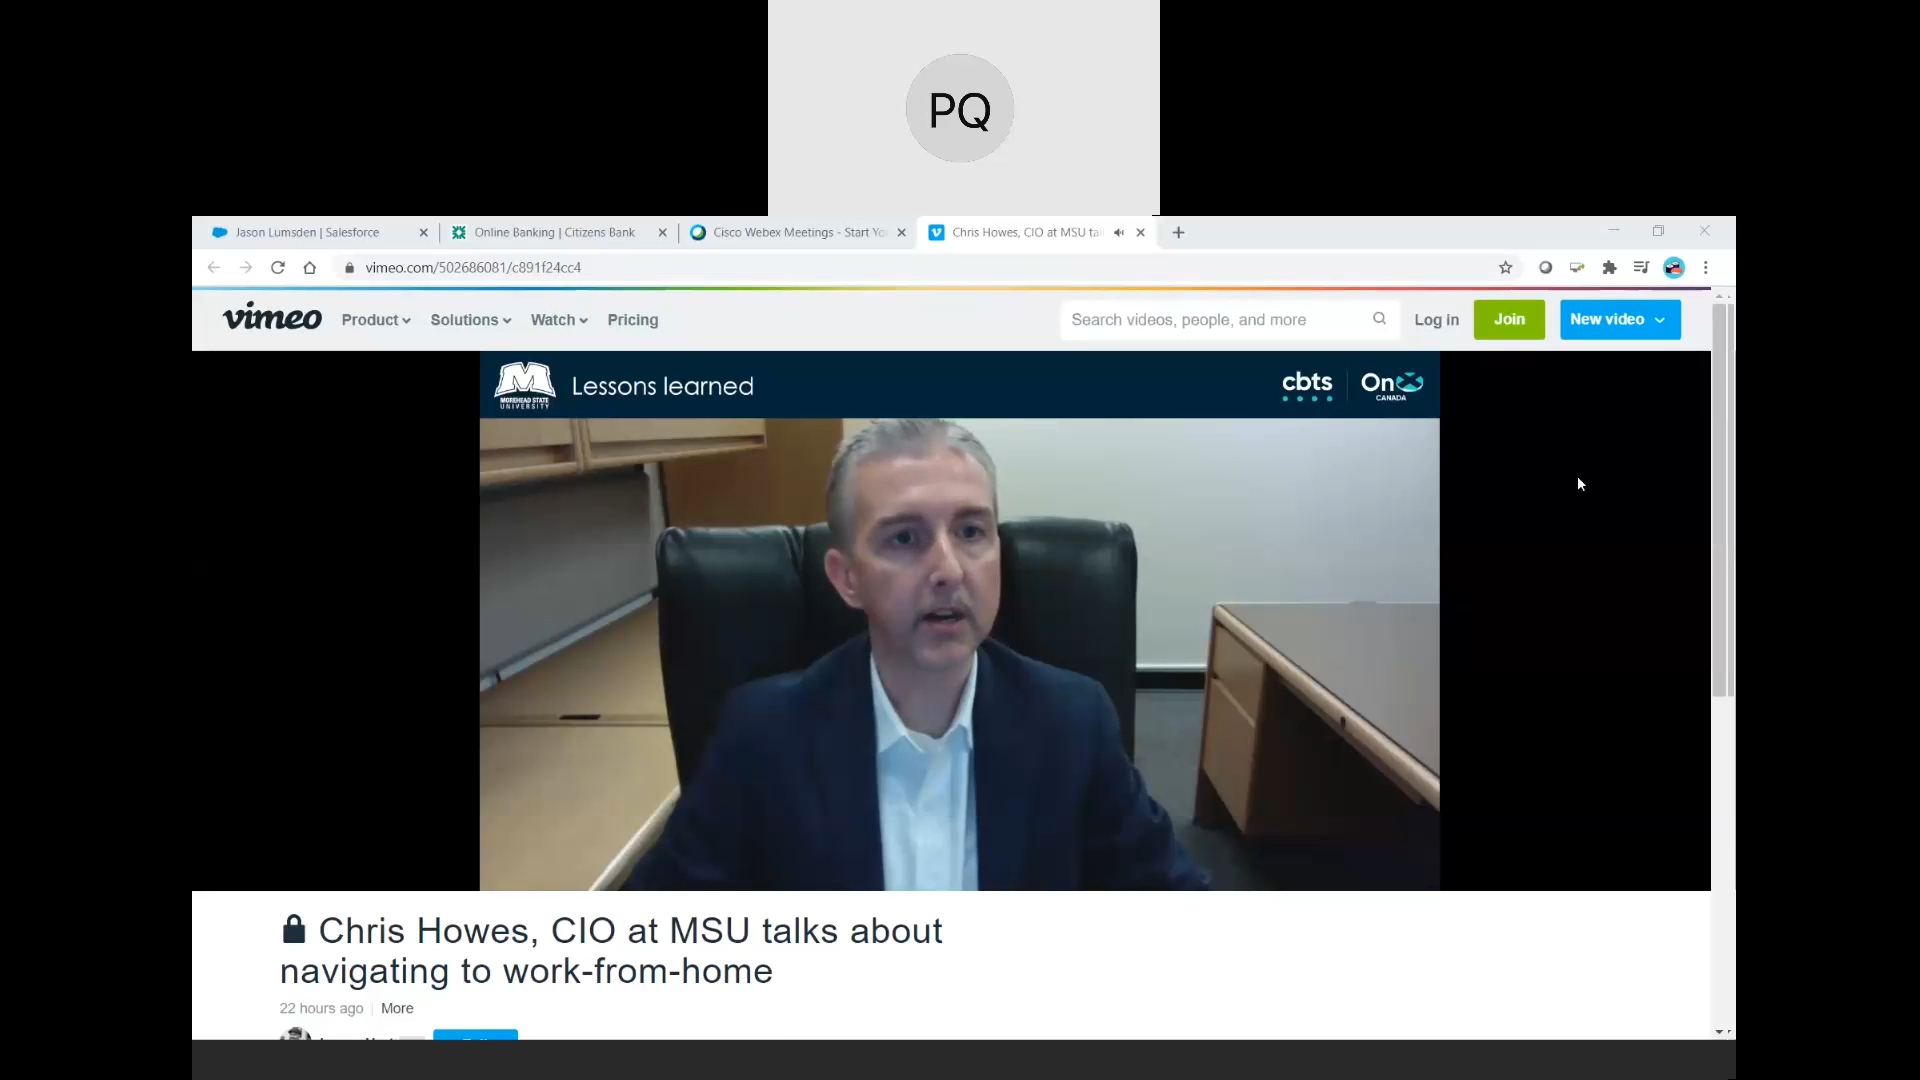 PQ
Jason Lumsden | Salesforce
Online Banking | Citizens Bank
Cisco Webex Meetings - Start Yo
Chris Howes, CIO at MSU ta
vimeo.com/502686081/c891f24cc4
vimeo
Product
Solutions
Watch
Pricing
Search videos, people, and more
Log in
Join
New video
M
MOREHEAD STATE
UNIVERSITY
Lessons learned
cbts
OnX
CANADA
Chris Howes, CIO at MSU talks about
navigating to work-from-home
22 hours ago | More